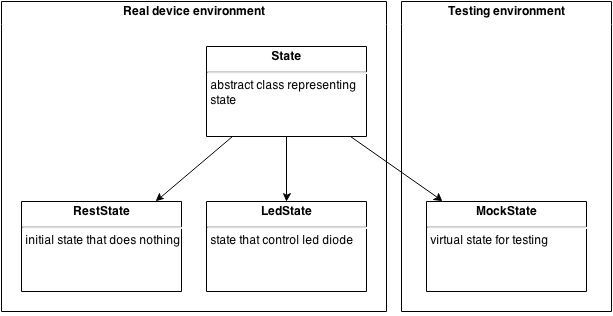 Real device environment
Testing environment
State
abstract class representing
state
RestState
initial state that does nothing
LedState
state that control led diode
MockState
virtual state for testing